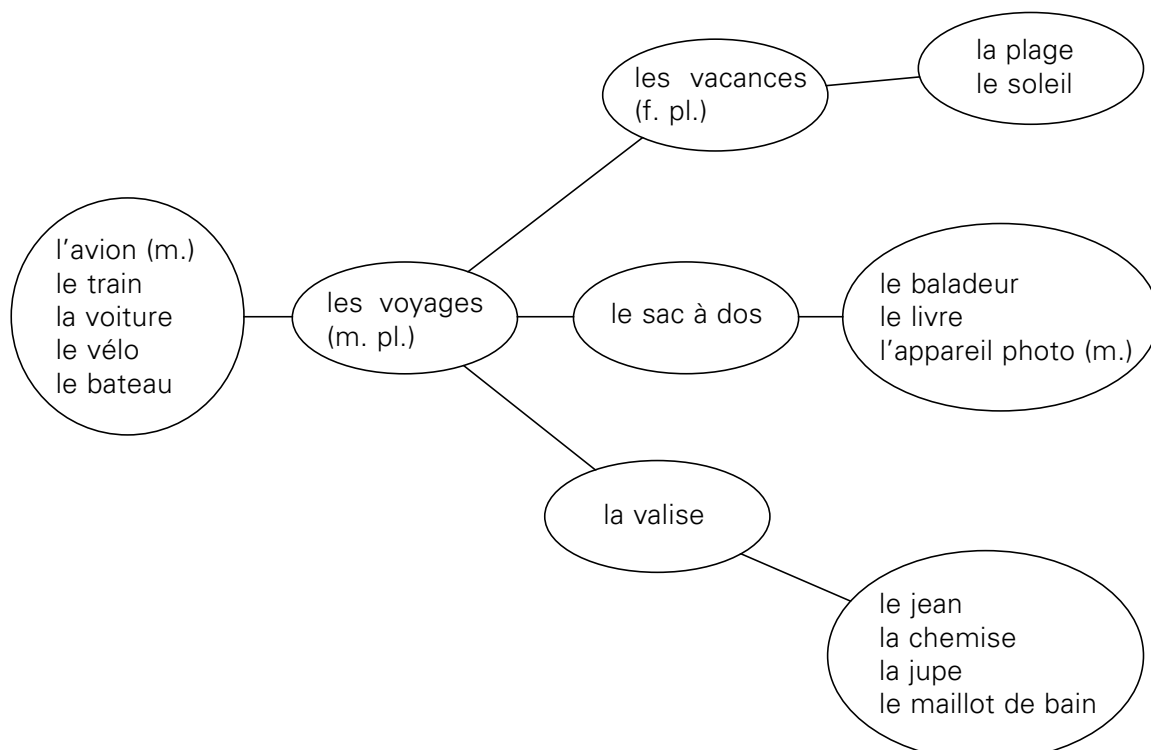 l'avion (m.)
le train
la voiture
le vélo
le bateau
les voyages
(m. pl.)
les vacances
(f. pl.)
la plage
le soleil
le sac à dos
le baladeur
le livre
l'appareil photo (m.)
la valise
le jean
la chemise
la jupe
le maillot de bain